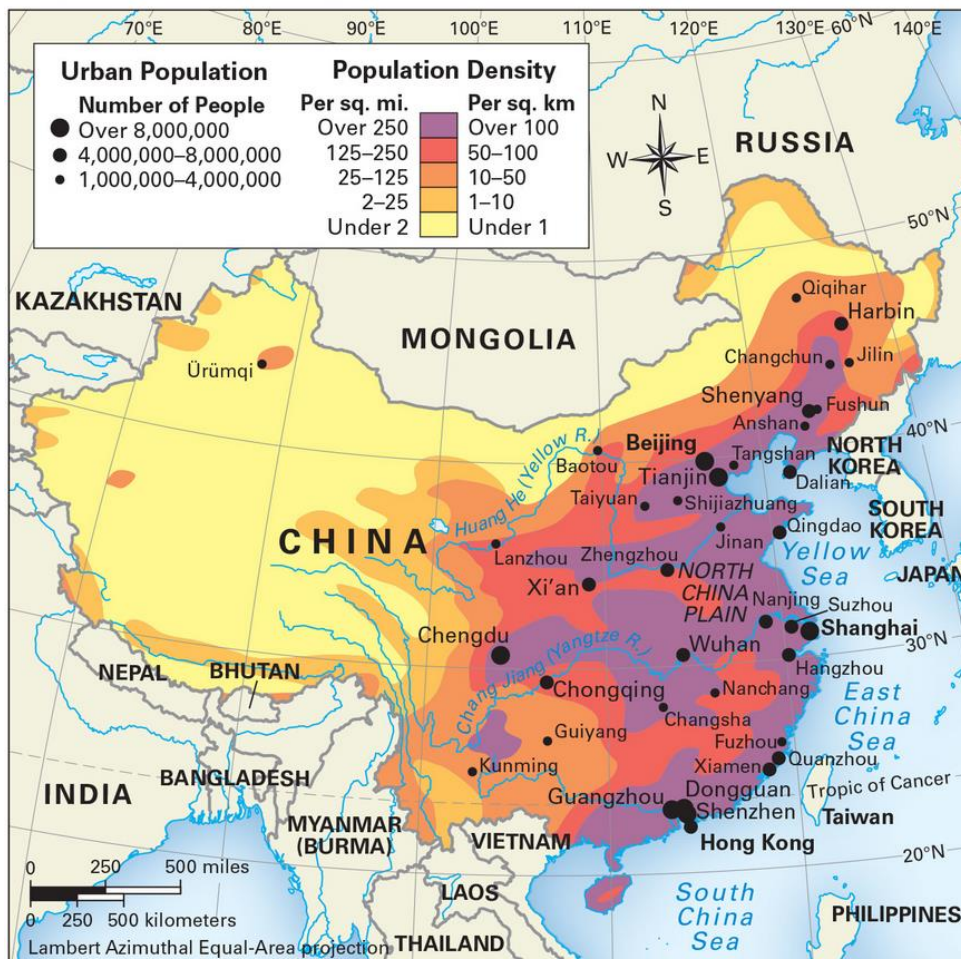 70°E 80°E 90°E 100°E 110°E 120°E 130°E 60°N 140°E
Urban Population
Number of People
Over 8,000,000
4,000,000–8,000,000
1,000,000–4,000,000
Population Density
Per sq. mi. Per sq. km
Over 250 Over 100
125–250 50–100
25–125 10–50
2–25 1–10
Under 2 Under 1
N
W E
S
RUSSIA
50°N
KAZAKHSTAN
MONGOLIA
Qiqihar
Harbin
Ürümqi
Changchun
Jilin
Shenyang
Fushun
Anshan
40°N
NORTH
KOREA
Beijing
Tangshan
Baotou
Tianjin
Dalian
Huang He (Yellow R.)
Taiyuan
Shijiazhuang
SOUTH
KOREA
CHINA
Lanzhou
Zhengzhou
Jinan
Qingdao
Yellow
Sea
JAPAN
Xi'an
NORTH
CHINA
PLAIN
Nanjing
Suzhou
Shanghai
Chengdu
Chang Jiang (Yangtze R.)
Wuhan
30°N
Hangzhou
NEPAL
BHUTAN
Chongqing
Nanchang
East
China
Sea
Changsha
Guiyang
Fuzhou
Kunming
Xiamen
Quanzhou
BANGLADESH
INDIA
Guangzhou
Dongguan
Shenzhen
Tropic of Cancer
Taiwan
MYANMAR
(BURMA)
VIETNAM
Hong Kong
20°N
0 250 500 miles
0 250 500 kilometers
LAOS
South
China
Sea
PHILIPPINES
Lambert Azimuthal Equal-Area projection
THAILAND